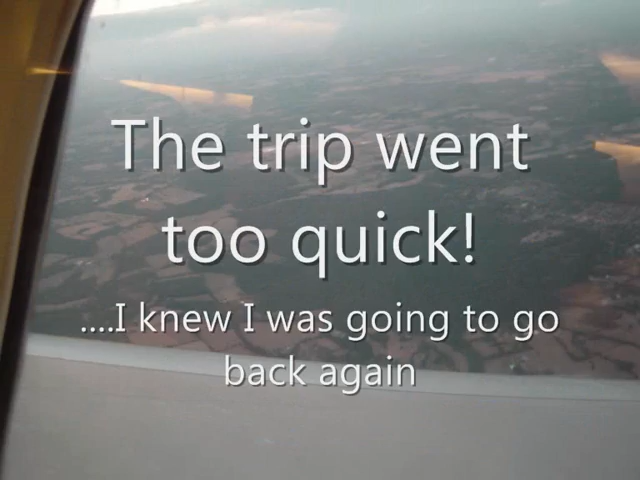 The trip went
too quick!
....I knew I was going to go
back again